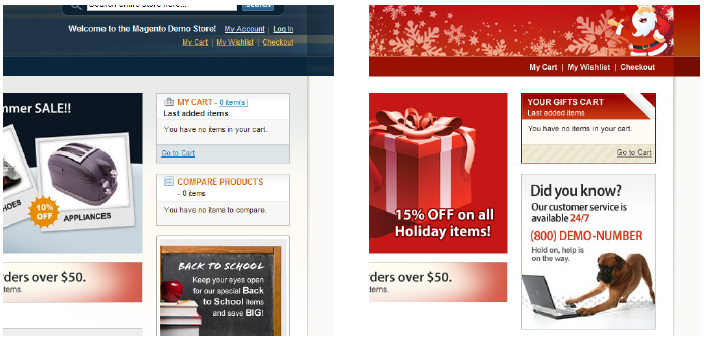 Search entire store here...
Search
Welcome to the Magento Demo Store! My Account | Log In
My Cart | My Wishlist | Checkout
mmer SALE!!
HOES
10%
OFF
APPLIANCES
MY CART - 0 item(s)
Last added items
You have no items in your cart.
Go to Cart
COMPARE PRODUCTS
- 0 items
You have no items to compare.
BACK TO SCHOOL
Keep your eyes open
for our special Back
to School items
and save BIG!
rders over $50.
tems.
My Cart | My Wishlist | Checkout
15% OFF on all
Holiday items!
YOUR GIFTS CART
Last added items
You have no items in your cart.
Go to Cart
Did you know?
Our customer service is
available 24/7
(800) DEMO-NUMBER
Hold on, help is
on the way.
rders over $50.
tems.